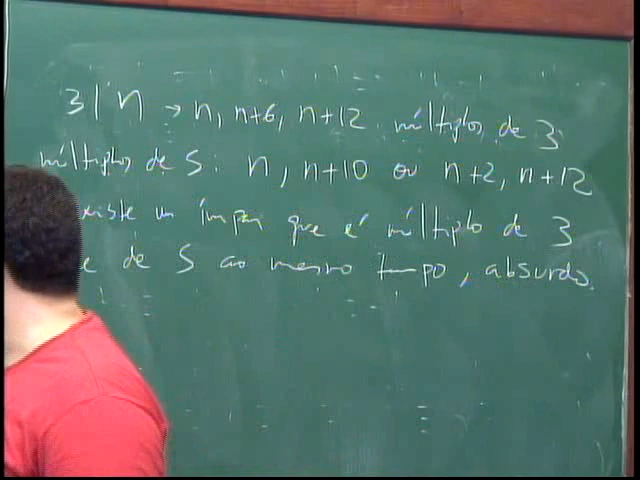 3 | n → n, n+6, n+12 múltiplos de 3
múltiplos de 5: n, n+10 ou n+2, n+12
xiste um ímpar que é múltiplo de 3
e de 5 ao mesmo tempo, absurdo.